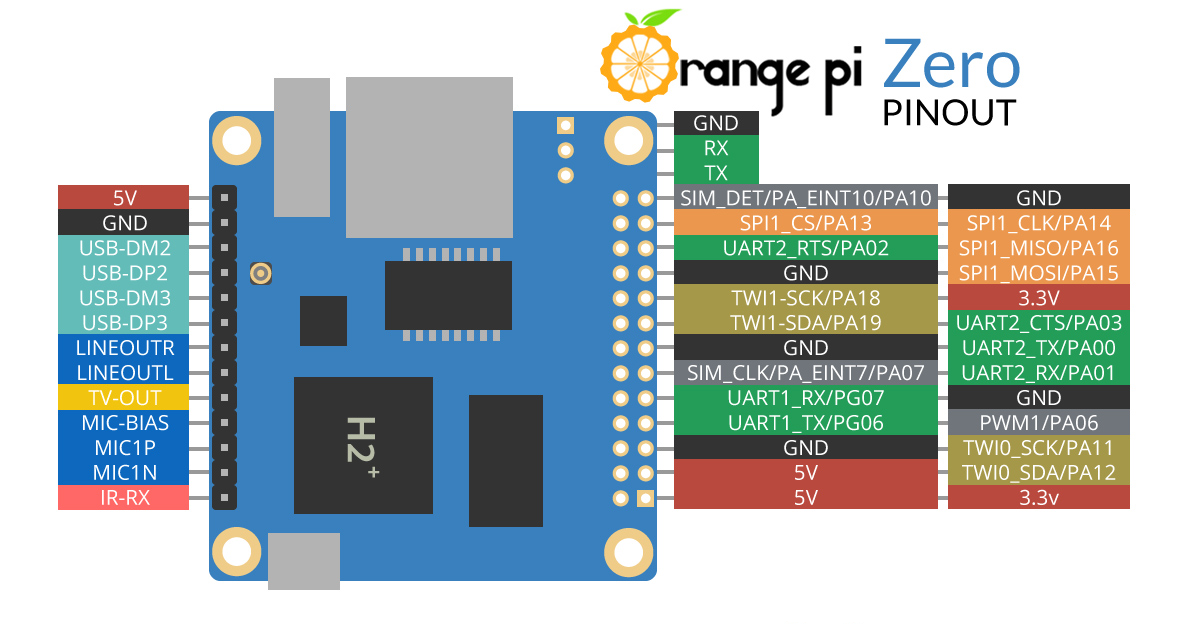 Orange pi Zero
PINOUT
GND
RX
TX
5V
GND
USB-DM2
USB-DP2
USB-DM3
USB-DP3
LINEOUTR
LINEOUTL
TV-OUT
MIC-BIAS
MIC1P
MIC1N
IR-RX
H2+
SIM_DET/PA_EINT10/PA10 GND
SPI1_CS/PA13 SPI1_CLK/PA14
UART2_RTS/PA02 SPI1_MISO/PA16
GND SPI1_MOSI/PA15
TWI1-SCK/PA18 3.3V
TWI1-SDA/PA19 UART2_CTS/PA03
GND UART2_TX/PA00
SIM_CLK/PA_EINT7/PA07 UART2_RX/PA01
UART1_RX/PG07 GND
UART1_TX/PG06 PWM1/PA06
GND TWI0_SCK/PA11
5V TWI0_SDA/PA12
5V 3.3v